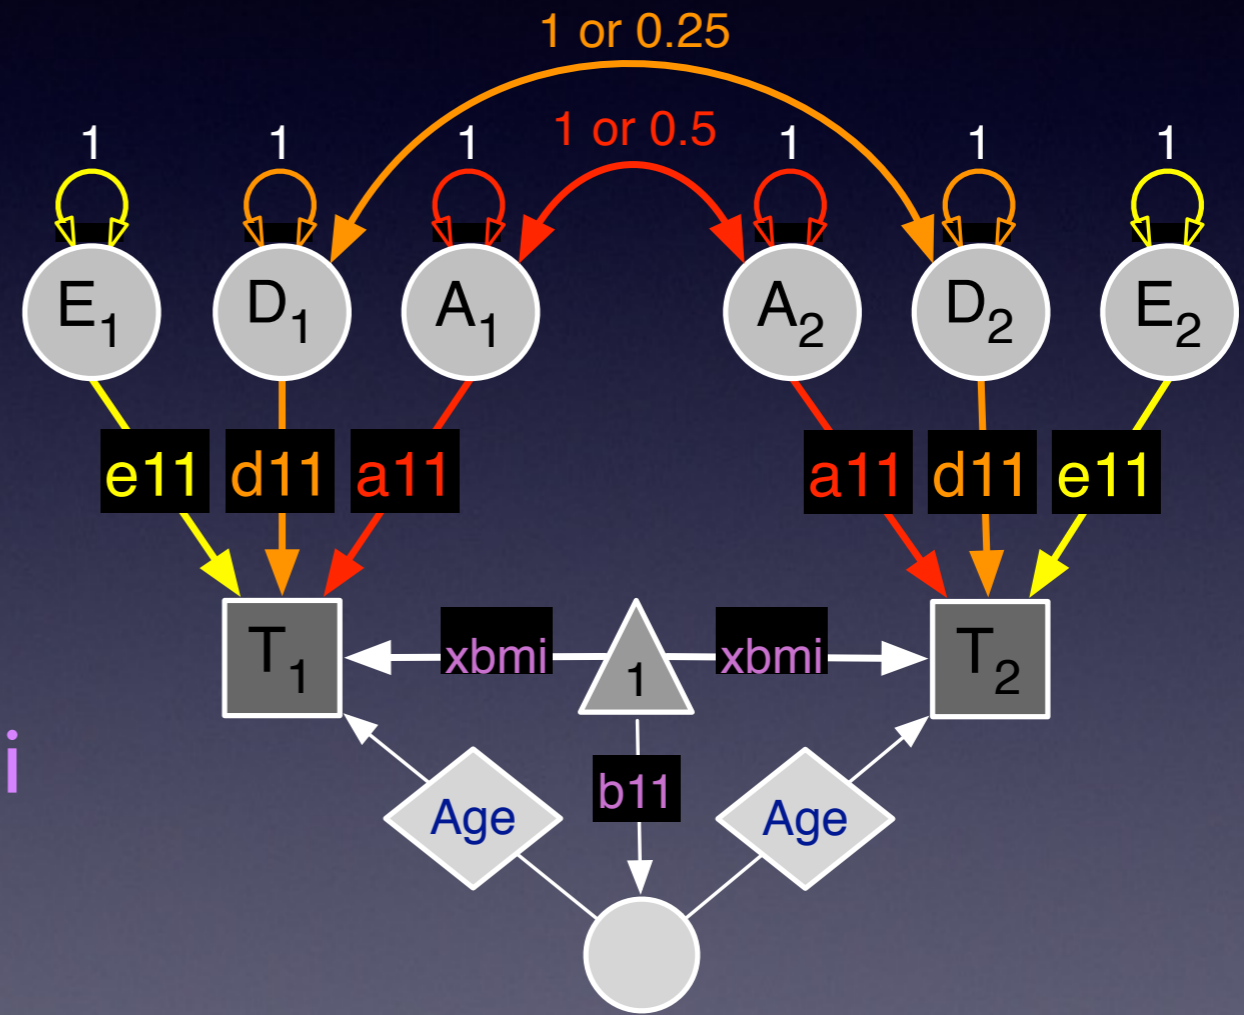 1 or 0.25
1 or 0.5
1 1 1 1 1 1
E1 D1 A1 A2 D2 E2
e11 d11 a11 a11 d11 e11
T1 xbmi 1 xbmi T2
i
b11
Age Age